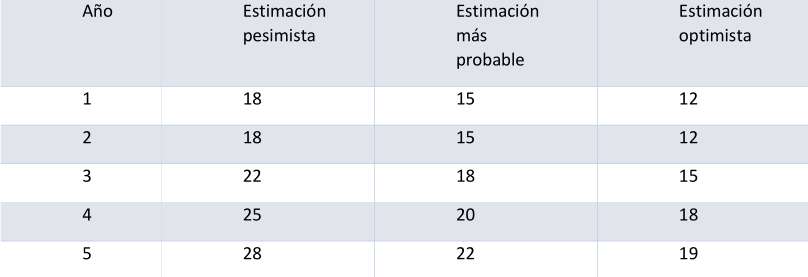 Año Estimación pesimista Estimación más probable Estimación optimista
1 18 15 12
2 18 15 12
3 22 18 15
4 25 20 18
5 28 22 19